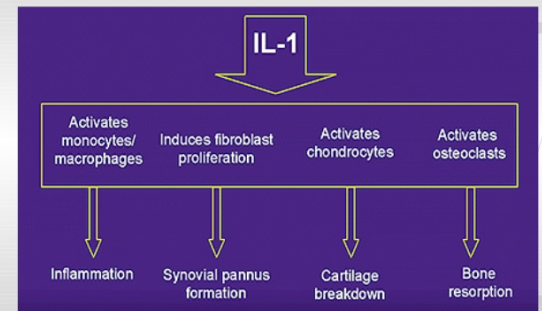 IL-1
Activates
monocytes/
macrophages
Induces fibroblast
proliferation
Activates
chondrocytes
Activates
osteoclasts
Inflammation
Synovial pannus
formation
Cartilage
breakdown
Bone
resorption